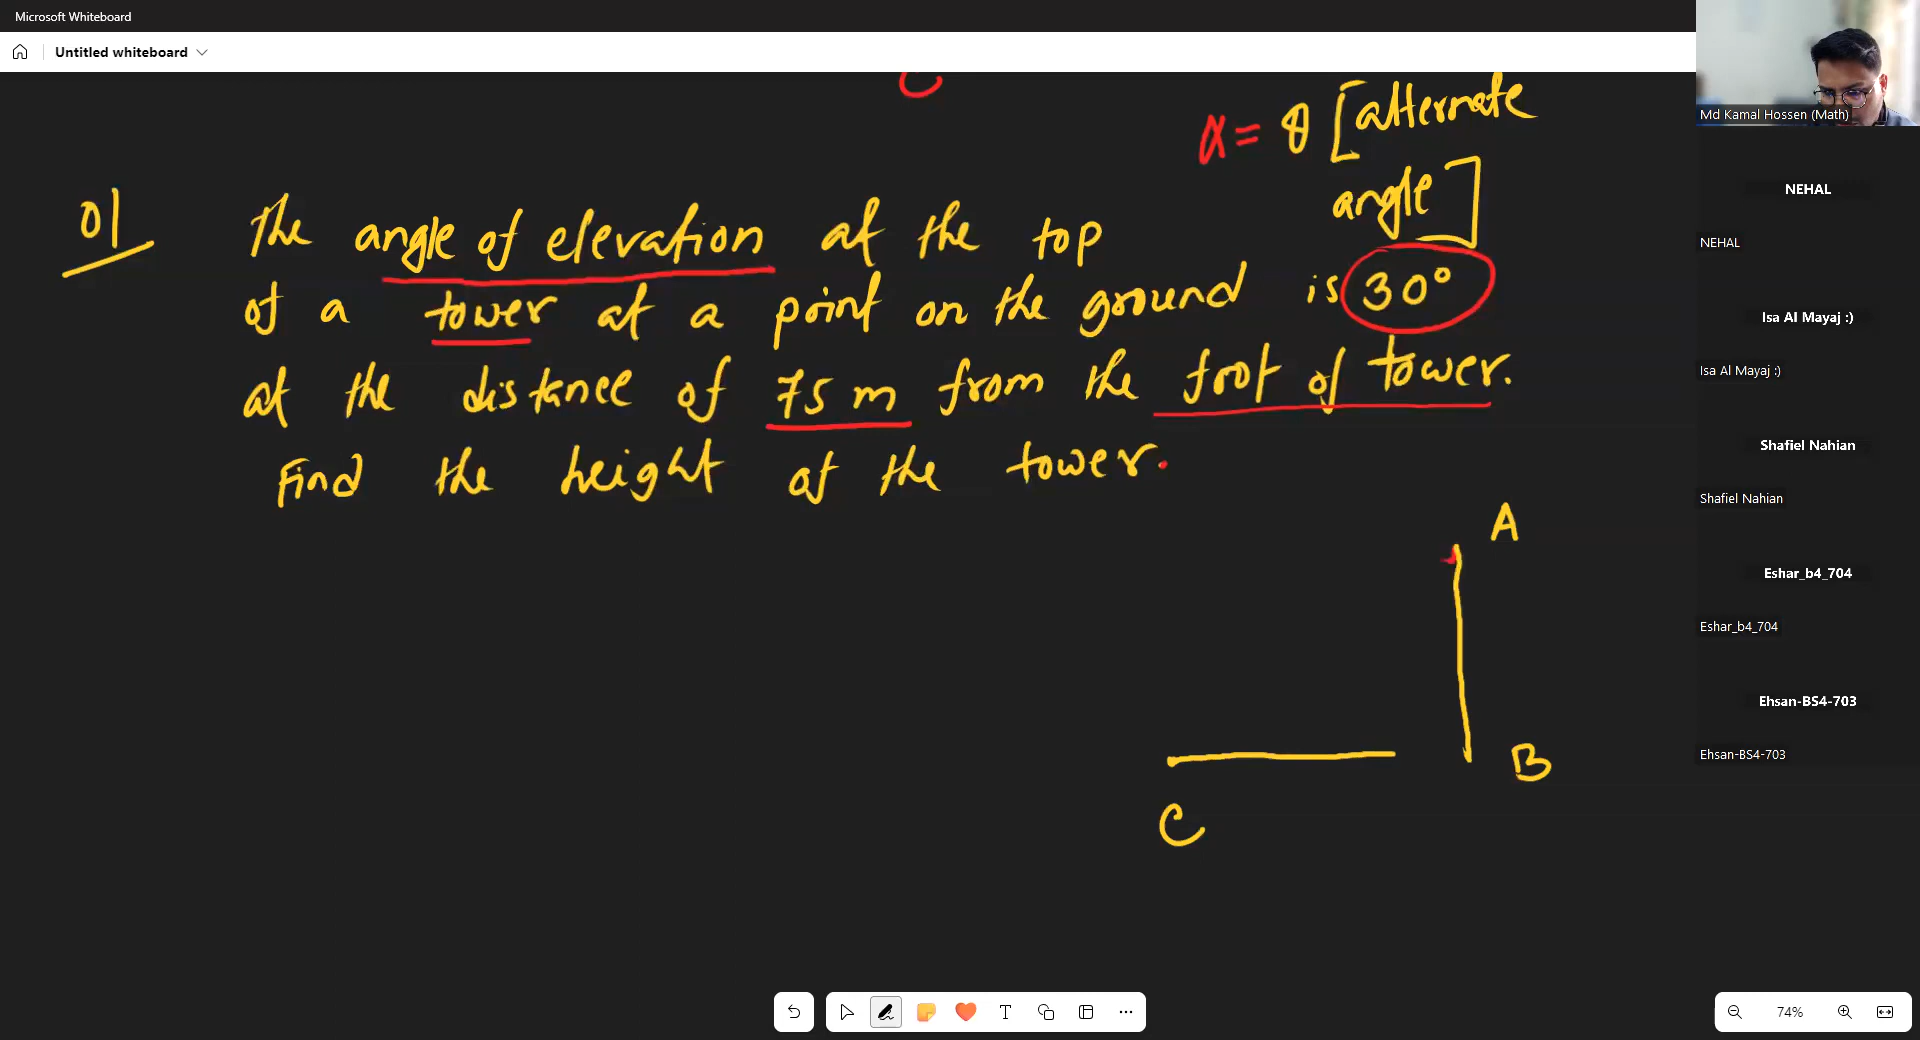 Microsoft Whiteboard
Untitled whiteboard
C
α = θ [alternate
angle]
01
The angle of elevation at the top
of a tower at a point on the ground is 30°
at the distance of 75 m from the foot of tower.
Find the height of the tower.
A
B
C
Md Kamal Hossen (Math)
NEHAL
NEHAL
Isa Al Mayaj :)
Isa Al Mayaj :)
Shafiel Nahian
Shafiel Nahian
Eshar_b4_704
Eshar_b4_704
Ehsan-BS4-703
Ehsan-BS4-703
T
74%